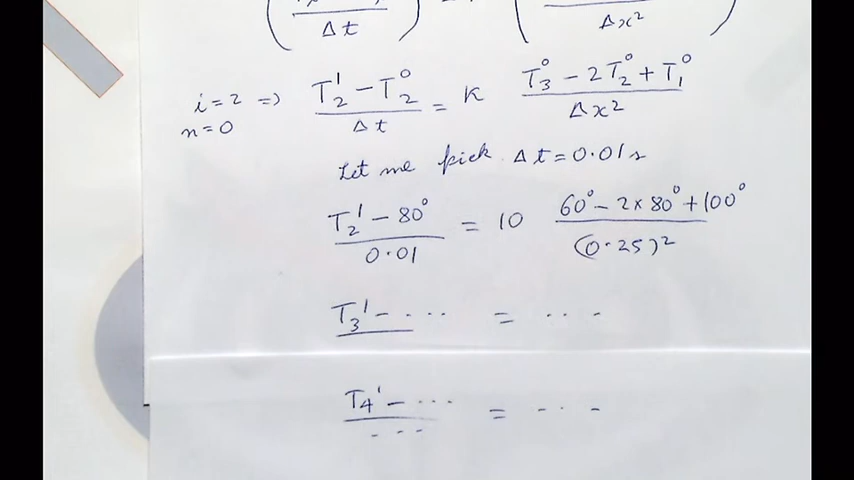 Δt Δx²
i=2 => (T₂¹ − T₂⁰)/Δt = K (T₃⁰ − 2T₂⁰ + T₁⁰)/Δx²
n=0
Let me pick Δt = 0.01 s
(T₂¹ − 80°)/0.01 = 10 (60° − 2×80° + 100°)/(0.25)²
T₃¹ − ... = ...
(T₄¹ − ...)/... = ...